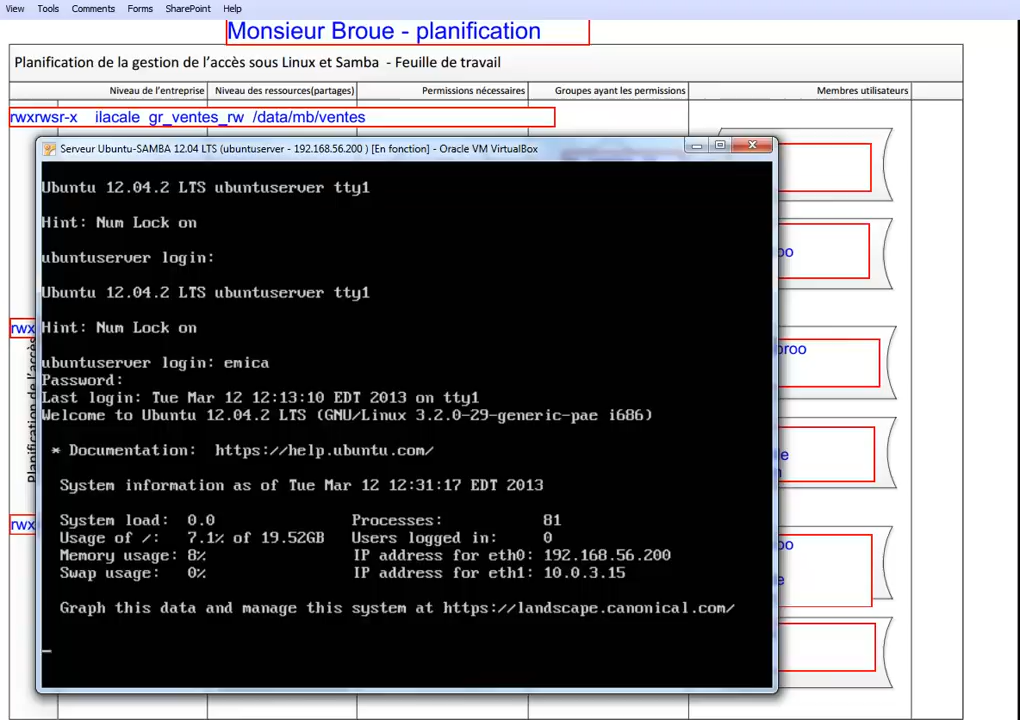 View Tools Comments Forms SharePoint Help
Monsieur Broue - planification
Planification de la gestion de l'accès sous Linux et Samba - Feuille de travail
Niveau de l'entreprise Niveau des ressources(partages) Permissions nécessaires Groupes ayant les permissions Membres utilisateurs
rwxrwsr-x ilacale gr_ventes_rw /data/mb/ventes
Serveur Ubuntu-SAMBA 12.04 LTS (ubuntuserver - 192.168.56.200 ) [En fonction] - Oracle VM VirtualBox
Ubuntu 12.04.2 LTS ubuntuserver tty1
Hint: Num Lock on
ubuntuserver login:
Ubuntu 12.04.2 LTS ubuntuserver tty1
Hint: Num Lock on
ubuntuserver login: emica
Password:
Last login: Tue Mar 12 12:13:10 EDT 2013 on tty1
Welcome to Ubuntu 12.04.2 LTS (GNU/Linux 3.2.0-29-generic-pae i686)
* Documentation: https://help.ubuntu.com/
System information as of Tue Mar 12 12:31:17 EDT 2013
System load: 0.0 Processes: 81
Usage of /: 7.1% of 19.52GB Users logged in: 0
Memory usage: 8% IP address for eth0: 192.168.56.200
Swap usage: 0% IP address for eth1: 10.0.3.15
Graph this data and manage this system at https://landscape.canonical.com/
rwx
rwx
Planification de l'accès
oo
broo
e
oo
e